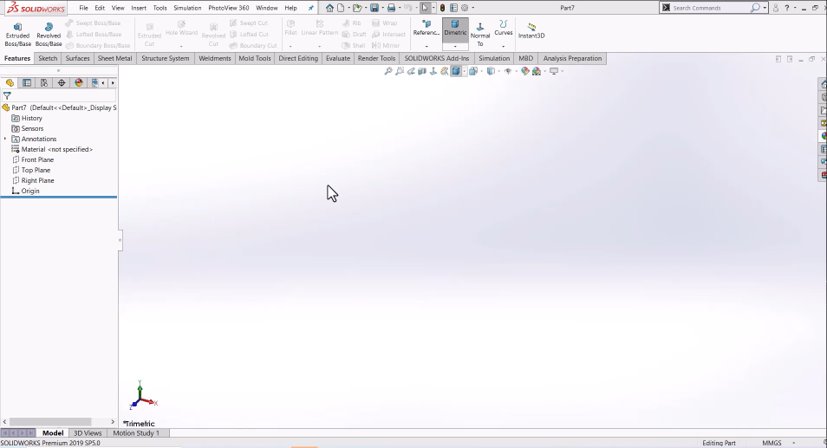 SOLIDWORKS File Edit View Insert Tools Simulation PhotoView 360 Window Help Part7 Search Commands
Extruded Boss/Base Revolved Boss/Base Swept Boss/Base Lofted Boss/Base Boundary Boss/Base Extruded Cut Hole Wizard Revolved Cut Swept Cut Lofted Cut Boundary Cut Fillet Linear Pattern Rib Draft Shell Wrap Intersect Mirror Referenc... Dimetric Normal To Curves Instant3D
Features Sketch Surfaces Sheet Metal Structure System Weldments Mold Tools Direct Editing Evaluate Render Tools SOLIDWORKS Add-Ins Simulation MBD Analysis Preparation
Part7 (Default<<Default>_Display S
History
Sensors
Annotations
Material <not specified>
Front Plane
Top Plane
Right Plane
Origin
Y
X
Z
*Trimetric
Model 3D Views Motion Study 1
SOLIDWORKS Premium 2019 SP5.0 Editing Part MMGS